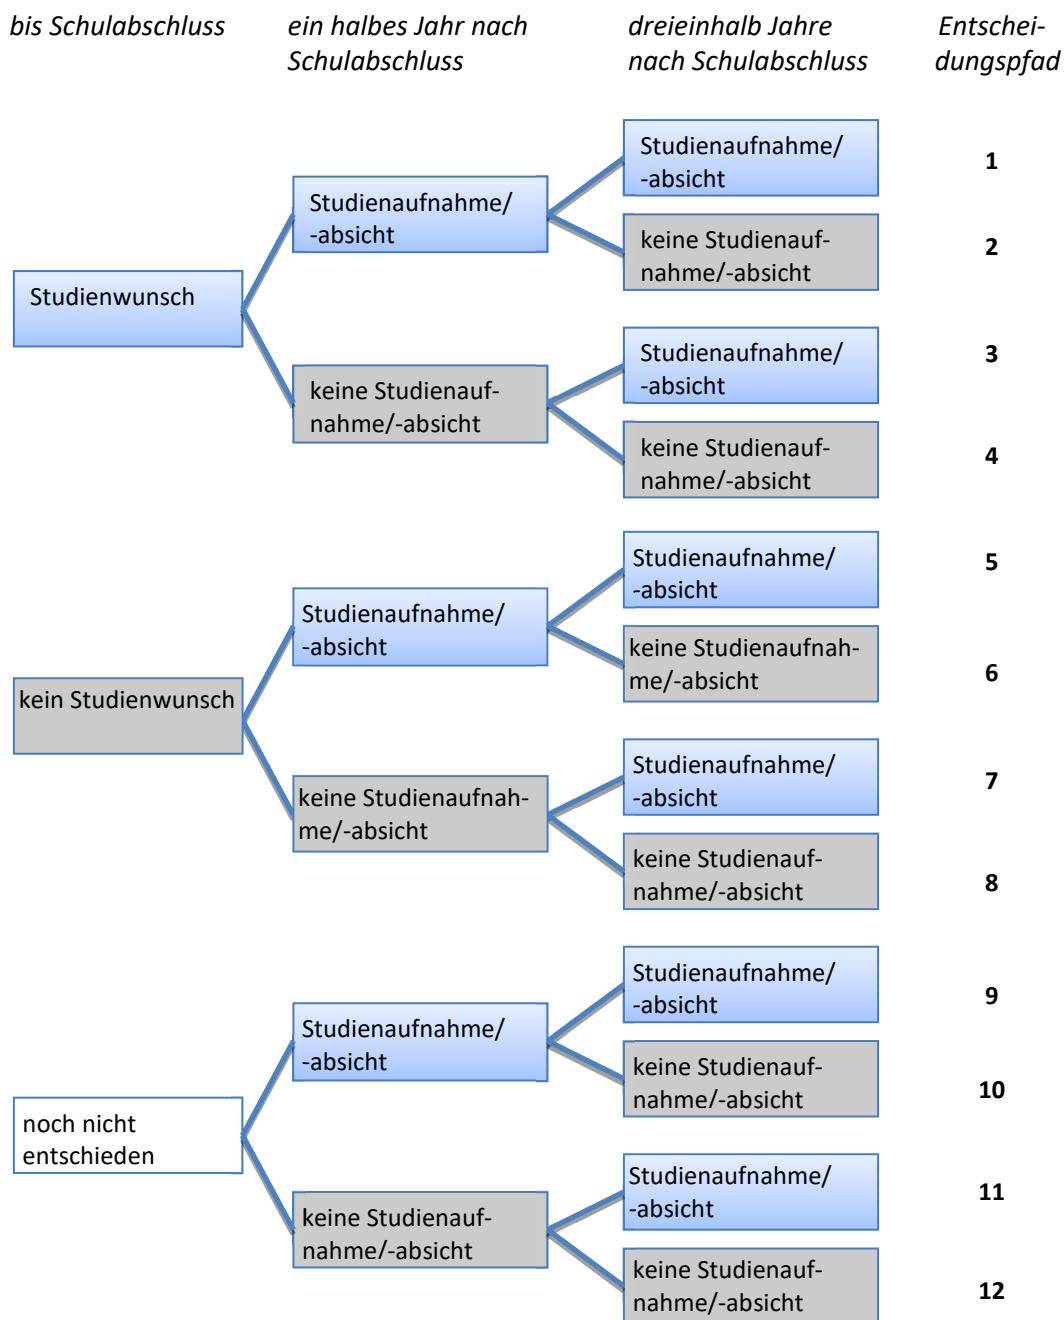 bis Schulabschluss
ein halbes Jahr nach
Schulabschluss
dreieinhalb Jahre
nach Schulabschluss
Entschei-
dungspfad
Studienwunsch
Studienaufnahme/
-absicht
Studienaufnahme/
-absicht
1
keine Studienauf-
nahme/-absicht
2
keine Studienauf-
nahme/-absicht
Studienaufnahme/
-absicht
3
keine Studienauf-
nahme/-absicht
4
kein Studienwunsch
Studienaufnahme/
-absicht
Studienaufnahme/
-absicht
5
keine Studienaufnah-
me/-absicht
6
keine Studienaufnah-
me/-absicht
Studienaufnahme/
-absicht
7
keine Studienauf-
nahme/-absicht
8
noch nicht
entschieden
Studienaufnahme/
-absicht
Studienaufnahme/
-absicht
9
keine Studienauf-
nahme/-absicht
10
keine Studienauf-
nahme/-absicht
Studienaufnahme/
-absicht
11
keine Studienauf-
nahme/-absicht
12